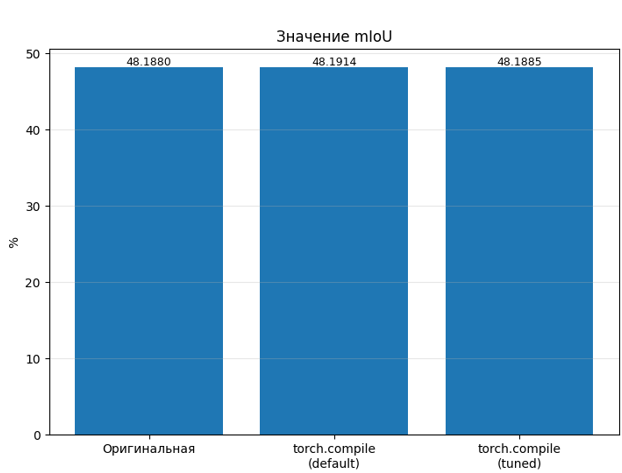 Значение mIoU
50
48.1880
48.1914
48.1885
40
30
%
20
10
0
Оригинальная
torch.compile
(default)
torch.compile
(tuned)